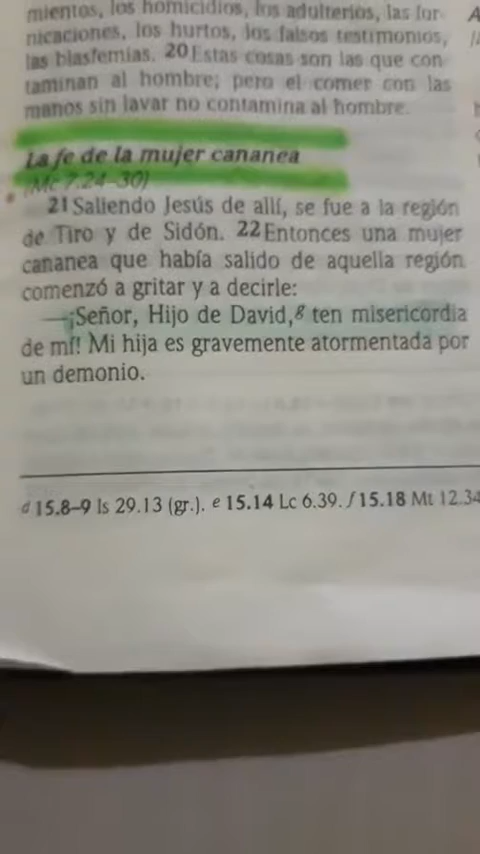 mientos, los homicidios, los adulterios, las for-
nicaciones, los hurtos, los falsos testimonios,
las blasfemias. 20 Estas cosas son las que con-
taminan al hombre; pero el comer con las
manos sin lavar no contamina al hombre.
La fe de la mujer cananea
(Mc 7.24-30)
21 Saliendo Jesús de allí, se fue a la región
de Tiro y de Sidón. 22 Entonces una mujer
cananea que había salido de aquella región
comenzó a gritar y a decirle:
—¡Señor, Hijo de David,g ten misericordia
de mí! Mi hija es gravemente atormentada por
un demonio.
d 15.8–9 Is 29.13 (gr.). e 15.14 Lc 6.39. f 15.18 Mt 12.34